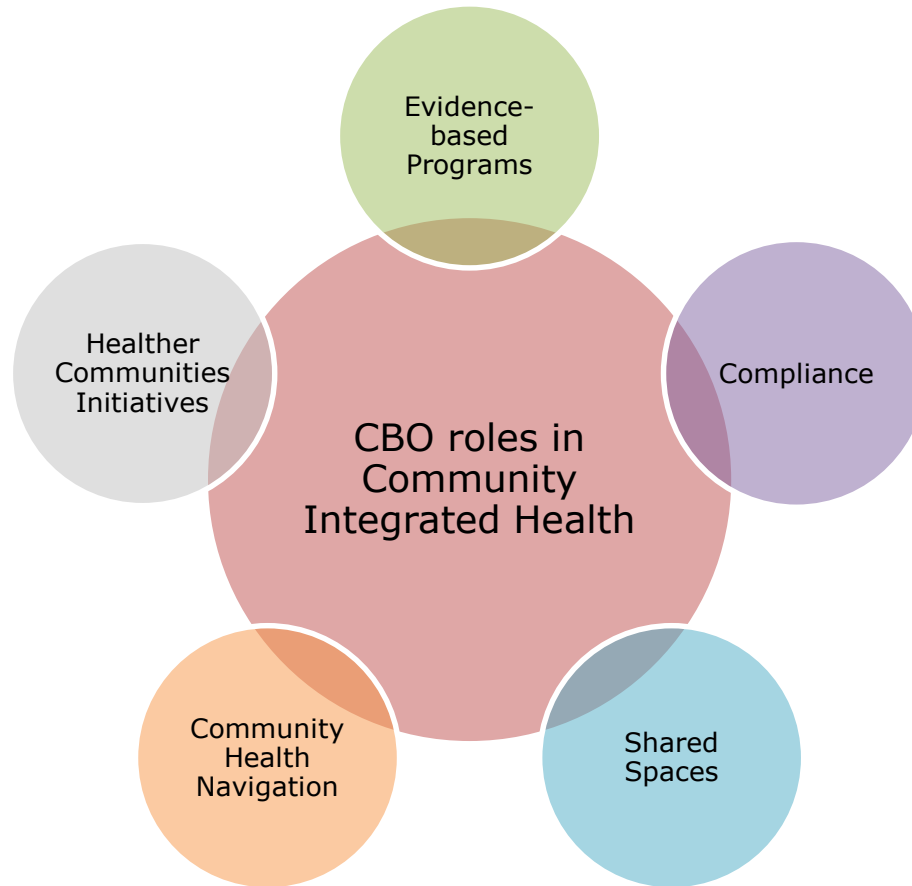 Evidence-
based
Programs
Compliance
Shared
Spaces
Community
Health
Navigation
Healther
Communities
Initiatives
CBO roles in
Community
Integrated Health